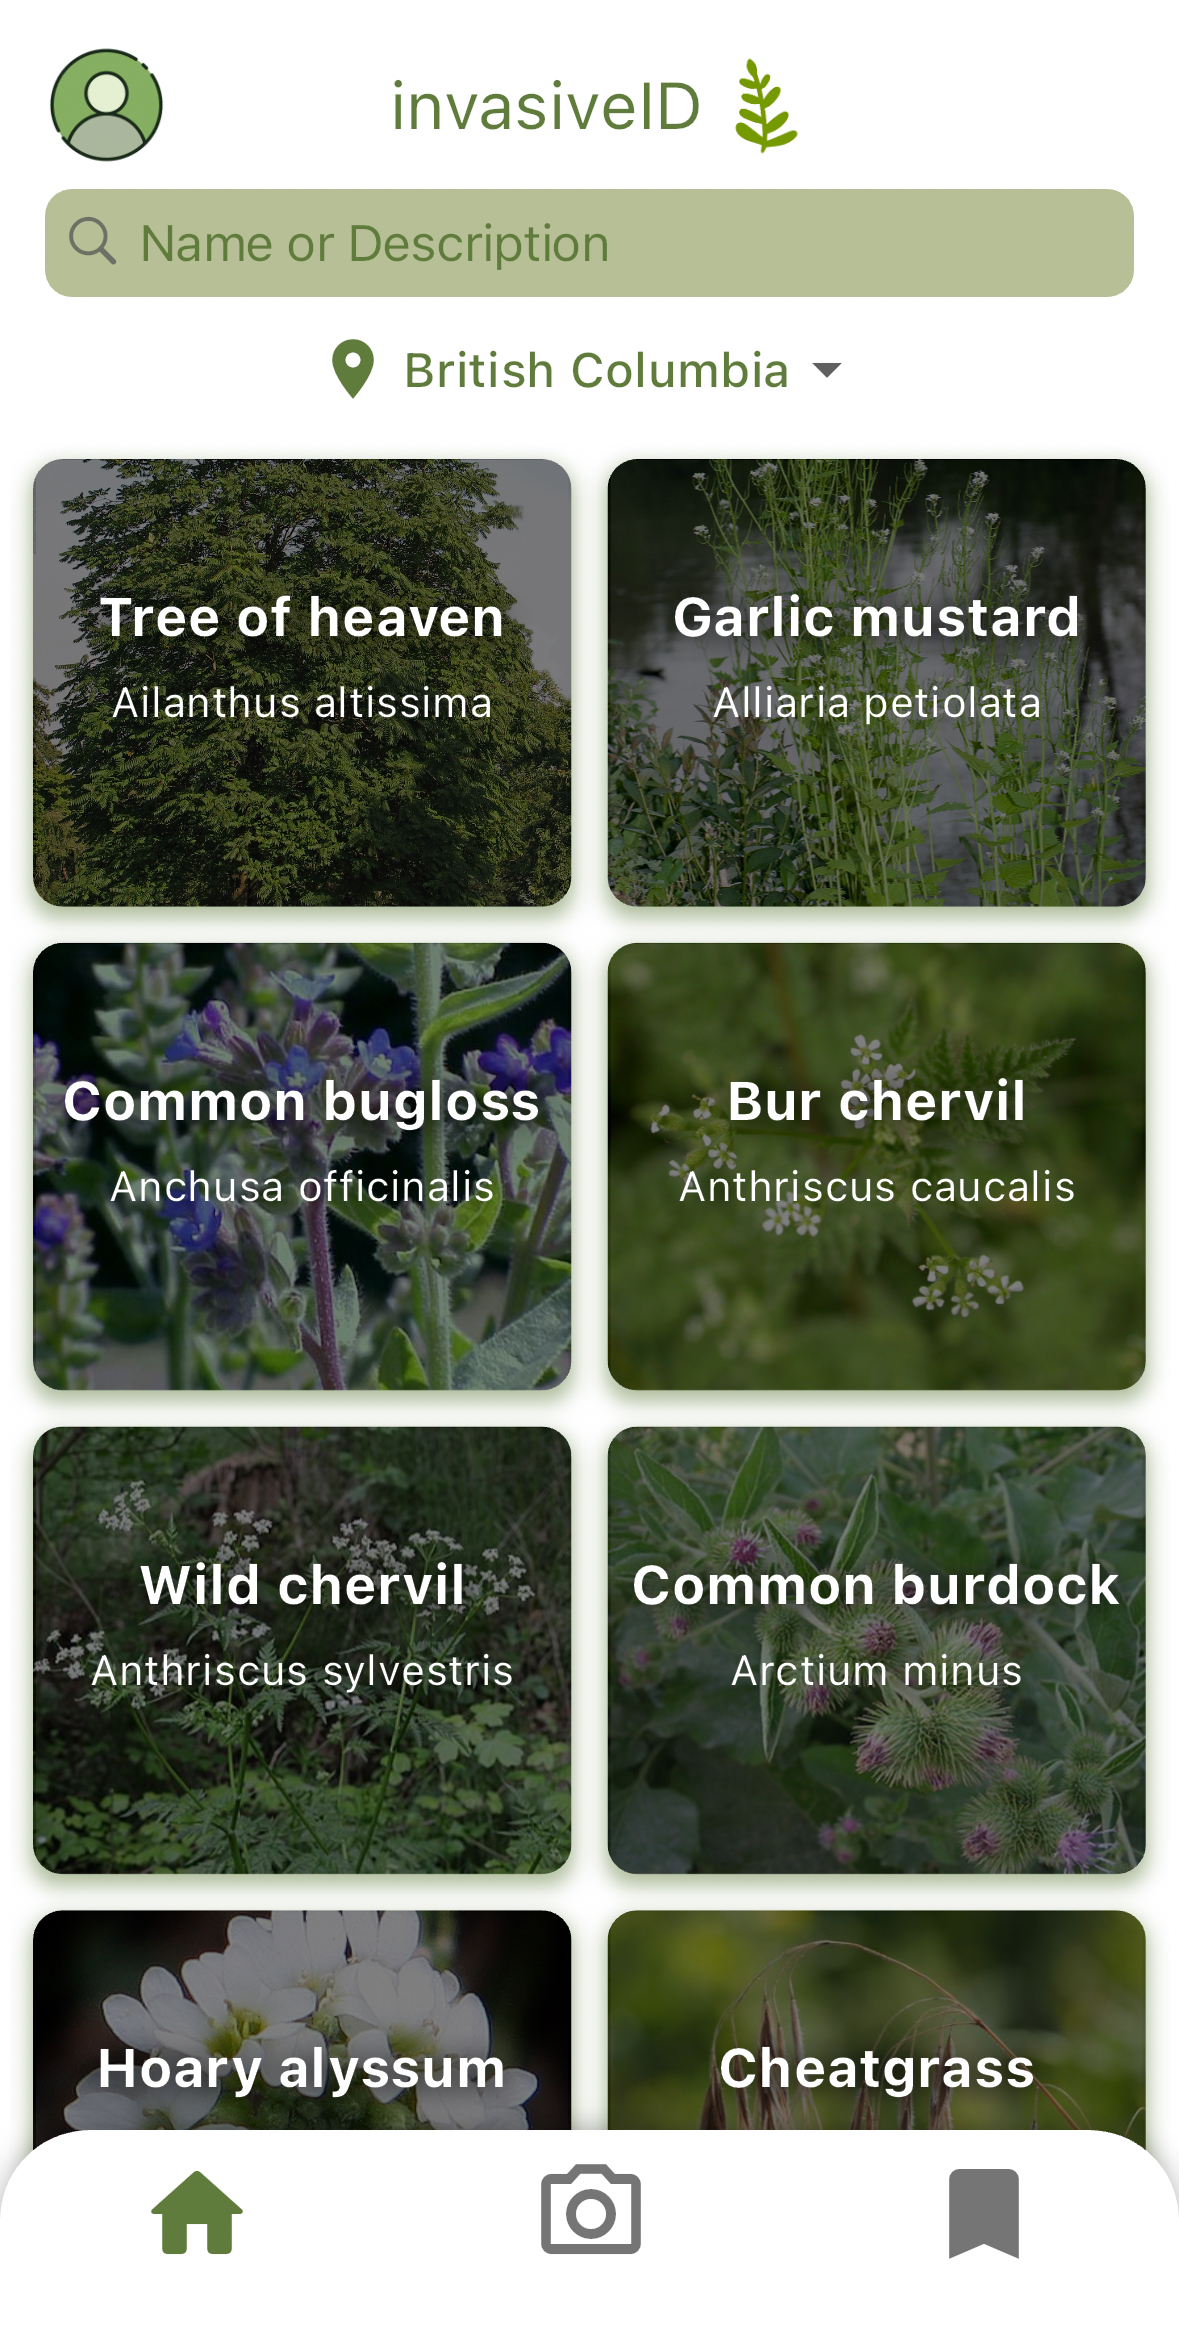 invasiveID
Name or Description
British Columbia
Tree of heaven
Ailanthus altissima
Garlic mustard
Alliaria petiolata
Common bugloss
Anchusa officinalis
Bur chervil
Anthriscus caucalis
Wild chervil
Anthriscus sylvestris
Common burdock
Arctium minus
Hoary alyssum
Cheatgrass